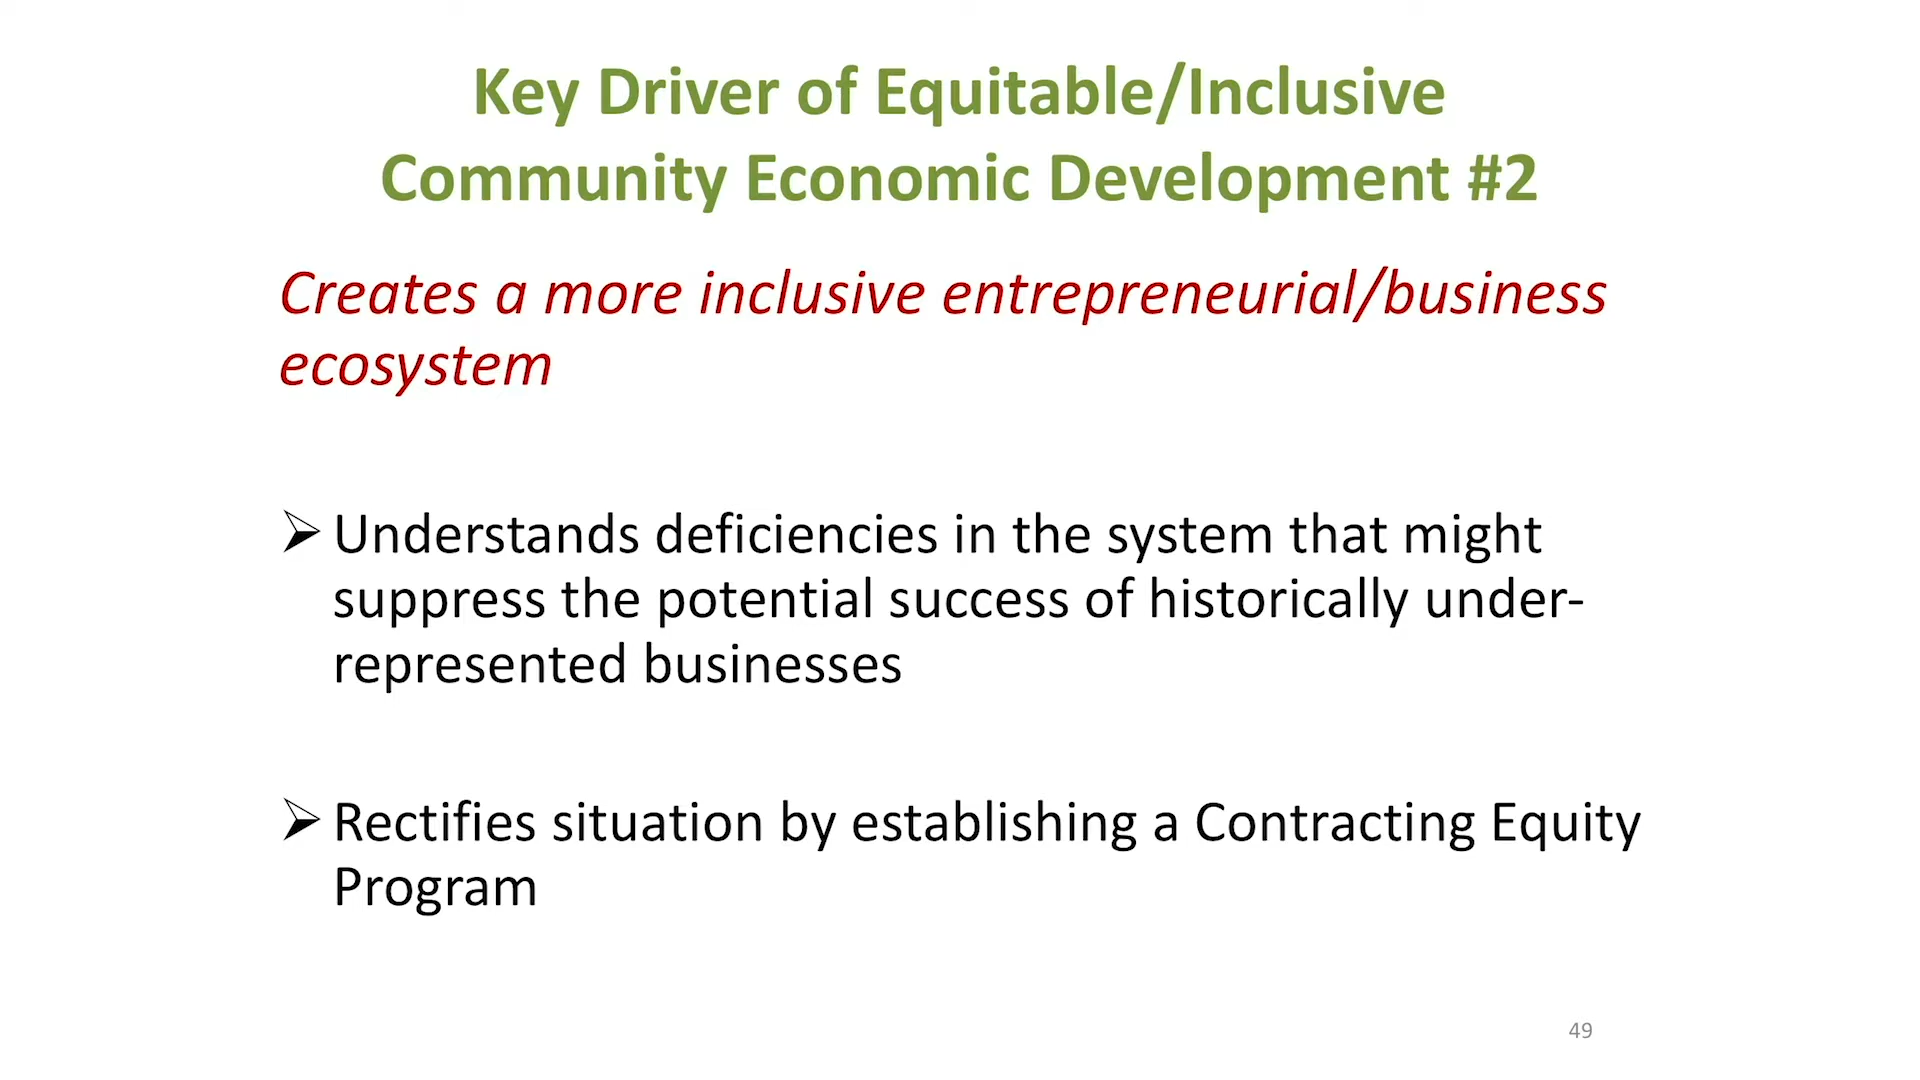 Key Driver of Equitable/Inclusive
Community Economic Development #2
Creates a more inclusive entrepreneurial/business
ecosystem
Understands deficiencies in the system that might
suppress the potential success of historically under-
represented businesses
Rectifies situation by establishing a Contracting Equity
Program
49